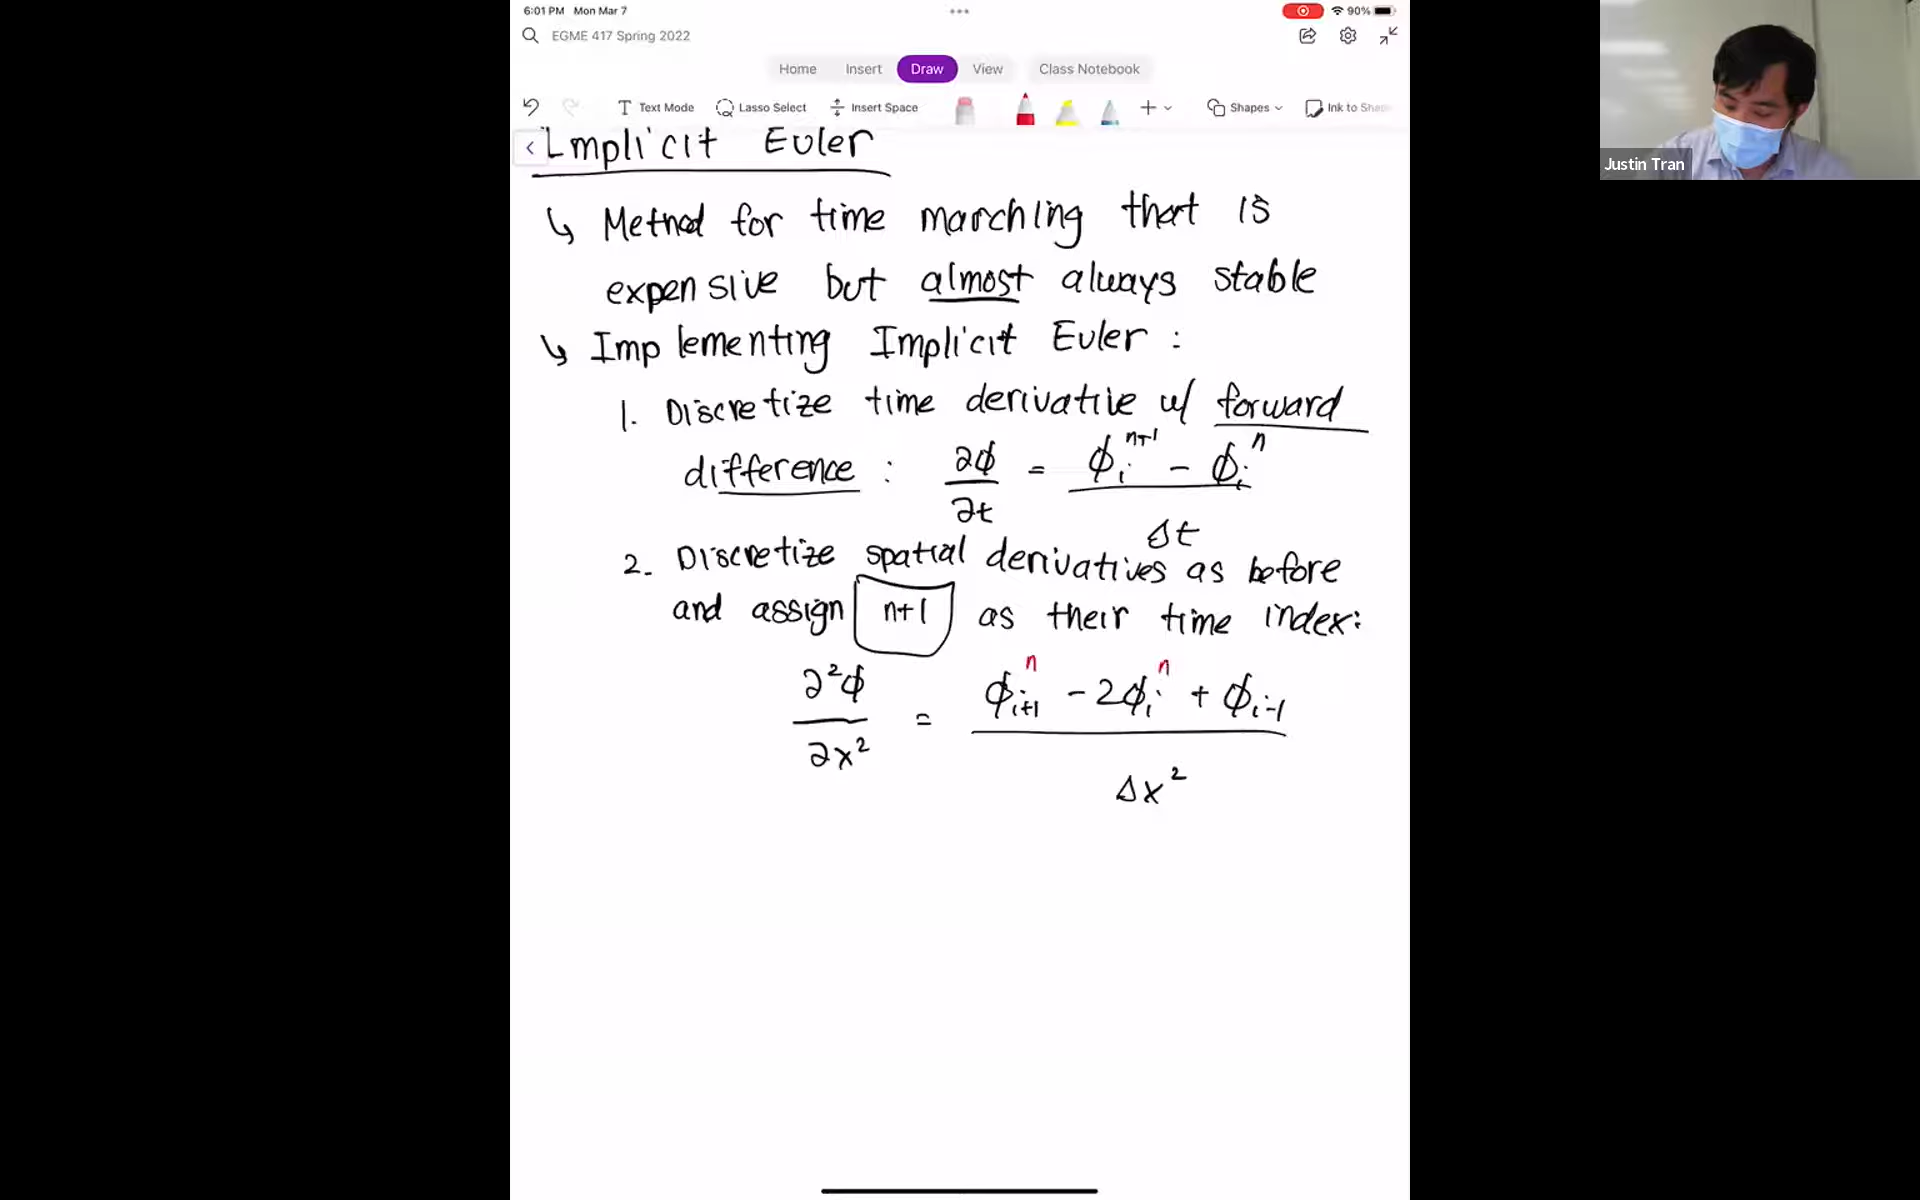 6:01 PM Mon Mar 7
90%
EGME 417 Spring 2022
Home Insert Draw View Class Notebook
Text Mode Lasso Select Insert Space Shapes Ink to Shape
Implicit Euler
↳ Method for time marching that is
expensive but almost always stable
↳ Implementing Implicit Euler :
1. Discretize time derivative w/ forward
difference : ∂ϕ/∂t = (ϕᵢⁿ⁺¹ - ϕᵢⁿ)/Δt
2. Discretize spatial derivatives as before
and assign n+1 as their time index:
∂²ϕ/∂x² = (ϕᵢ₊₁ⁿ - 2ϕᵢⁿ + ϕᵢ₋₁)/Δx²
Justin Tran